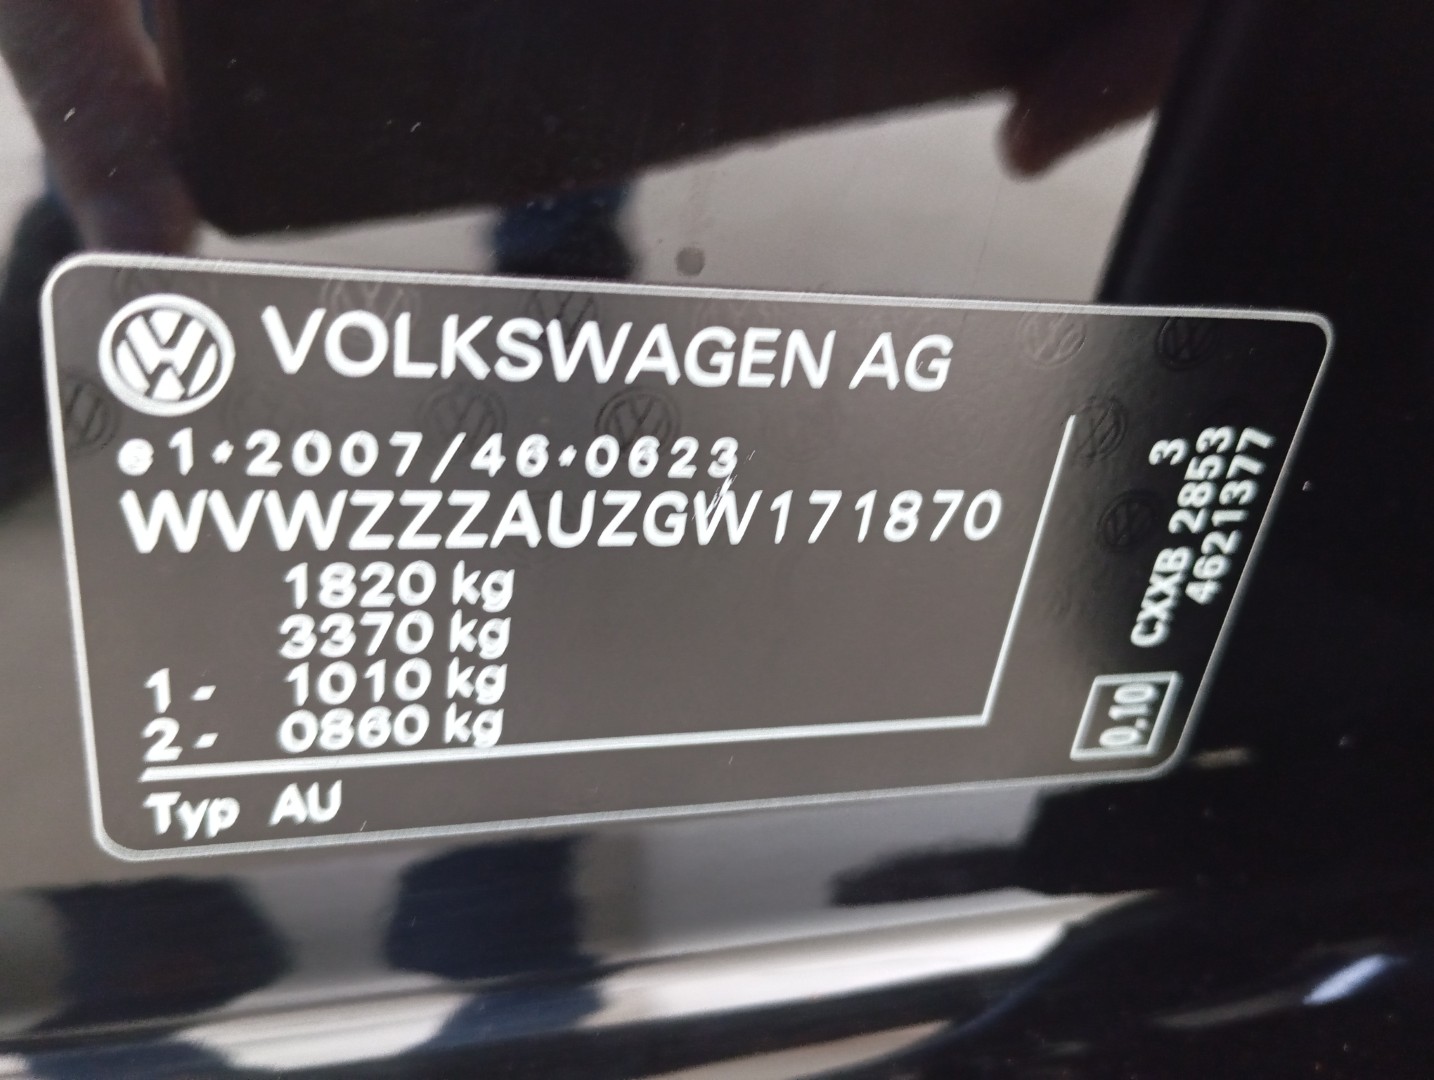 VOLKSWAGEN AG
e1*2007/46*0623
WVWZZZAUZGW171870
1820 kg
3370 kg
1- 1010 kg
2- 0860 kg
Typ AU
3
CXXB 2853
4621377
0,10